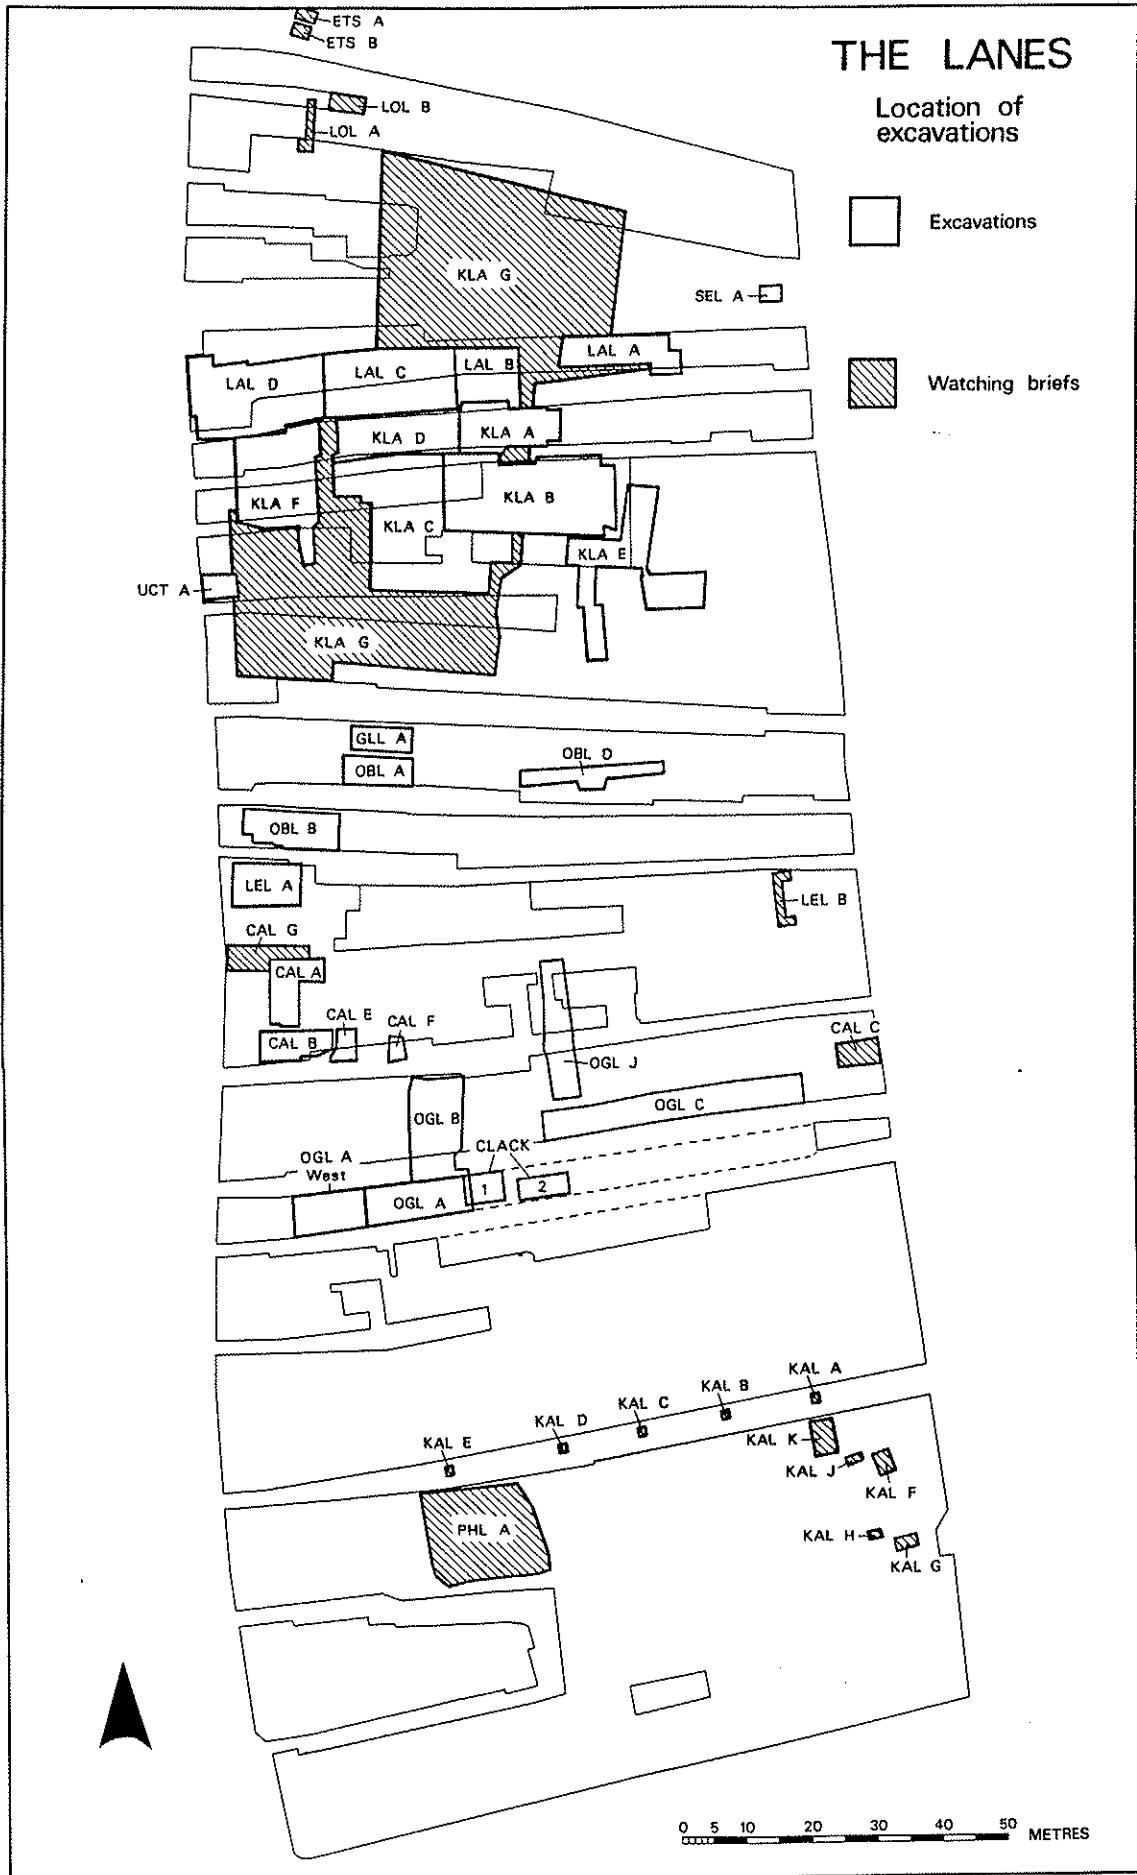 ETS A
ETS B
THE LANES
Location of
excavations
LOL B
LOL A
Excavations
KLA G
SEL A
Watching briefs
LAL A
LAL B
LAL C
LAL D
KLA D
KLA A
KLA F
KLA B
KLA C
KLA E
UCT A
KLA G
GLL A
OBL A
OBL D
OBL B
LEL A
LEL B
CAL G
CAL A
CAL E
CAL F
CAL B
CAL C
OGL J
OGL C
OGL B
CLACK
OGL A
West
OGL A
1
2
KAL A
KAL B
KAL C
KAL D
KAL E
KAL K
KAL J
KAL F
PHL A
KAL H
KAL G
0 5 10 20 30 40 50
METRES